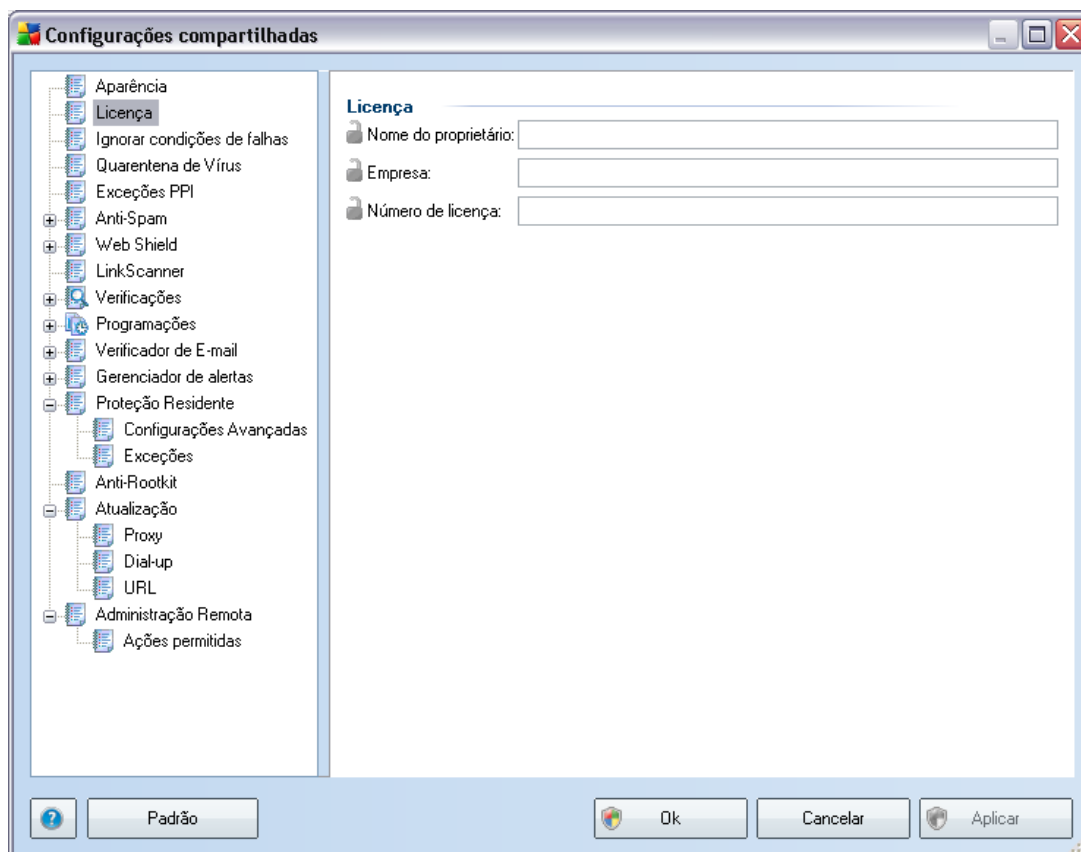 Configurações compartilhadas
Aparência
Licença
Ignorar condições de falhas
Quarentena de Vírus
Exceções PPI
Anti-Spam
Web Shield
LinkScanner
Verificações
Programações
Verificador de E-mail
Gerenciador de alertas
Proteção Residente
Configurações Avançadas
Exceções
Anti-Rootkit
Atualização
Proxy
Dial-up
URL
Administração Remota
Ações permitidas
Licença
Nome do proprietário:
Empresa:
Número de licença:
Padrão
Ok
Cancelar
Aplicar